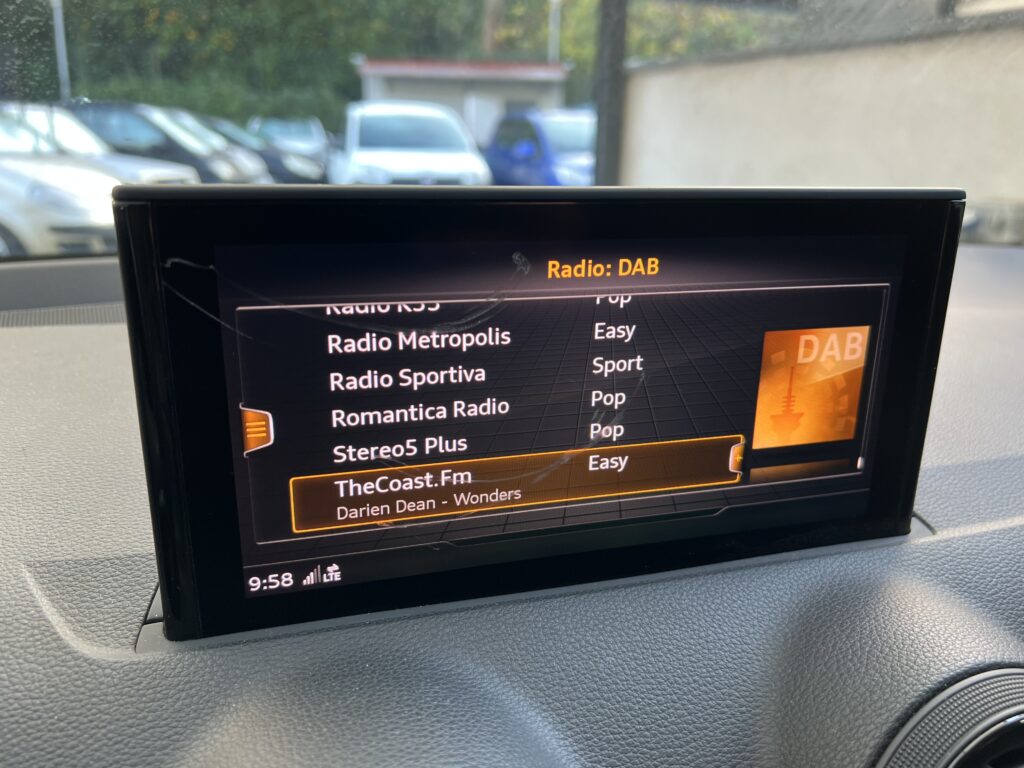 Radio: DAB
Pop
Radio Metropolis Easy
Radio Sportiva Sport
Romantica Radio Pop
Stereo5 Plus Pop
TheCoast.Fm Easy
Darien Dean - Wonders
DAB
9:58 LTE